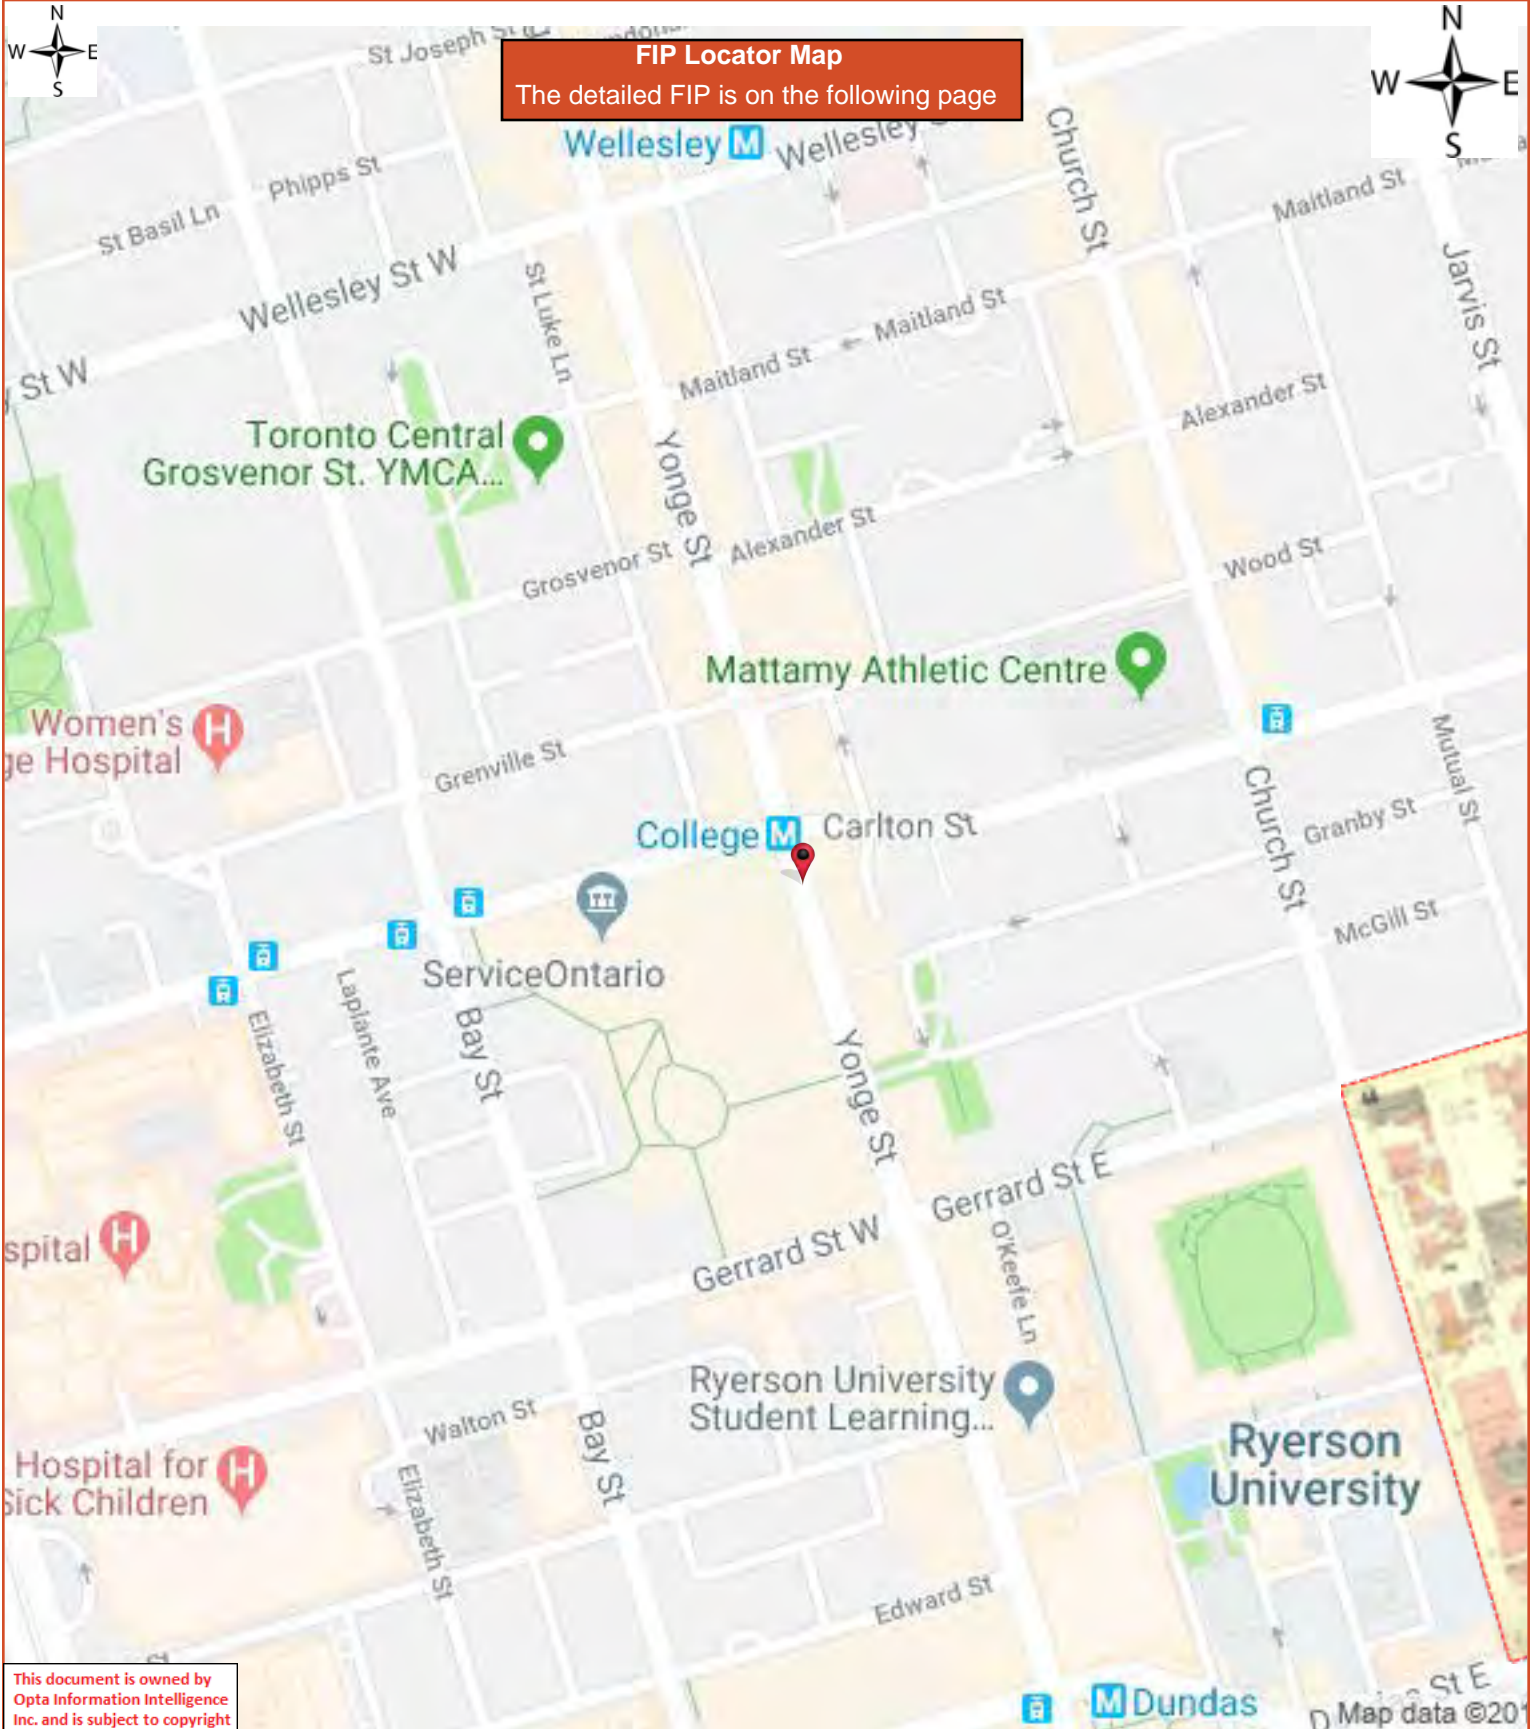 N
W E
S
St Joseph St
FIP Locator Map
The detailed FIP is on the following page
N
W E
S
Wellesley M
Wellesley
Church St
Phipps St
St Basil Ln
Maitland St
Wellesley St W
St Luke Ln
Jarvis St
Maitland St
Maitland St
St W
Alexander St
Toronto Central
Grosvenor St. YMCA...
Yonge St
Alexander St
Grosvenor St
Wood St
Mattamy Athletic Centre
Women's
ge Hospital
H
Grenville St
Mutual St
College M
Carlton St
Church St
Granby St
McGill St
ServiceOntario
Laplante Ave
Elizabeth St
Bay St
Yonge St
Gerrard St E
spital H
Gerrard St W
O'Keefe Ln
Ryerson University
Student Learning...
Walton St
Bay St
Ryerson
University
Hospital for
Sick Children
H
Elizabeth St
Edward St
St
This document is owned by
Opta Information Intelligence
Inc. and is subject to copyright
M Dundas
St E
Map data ©201